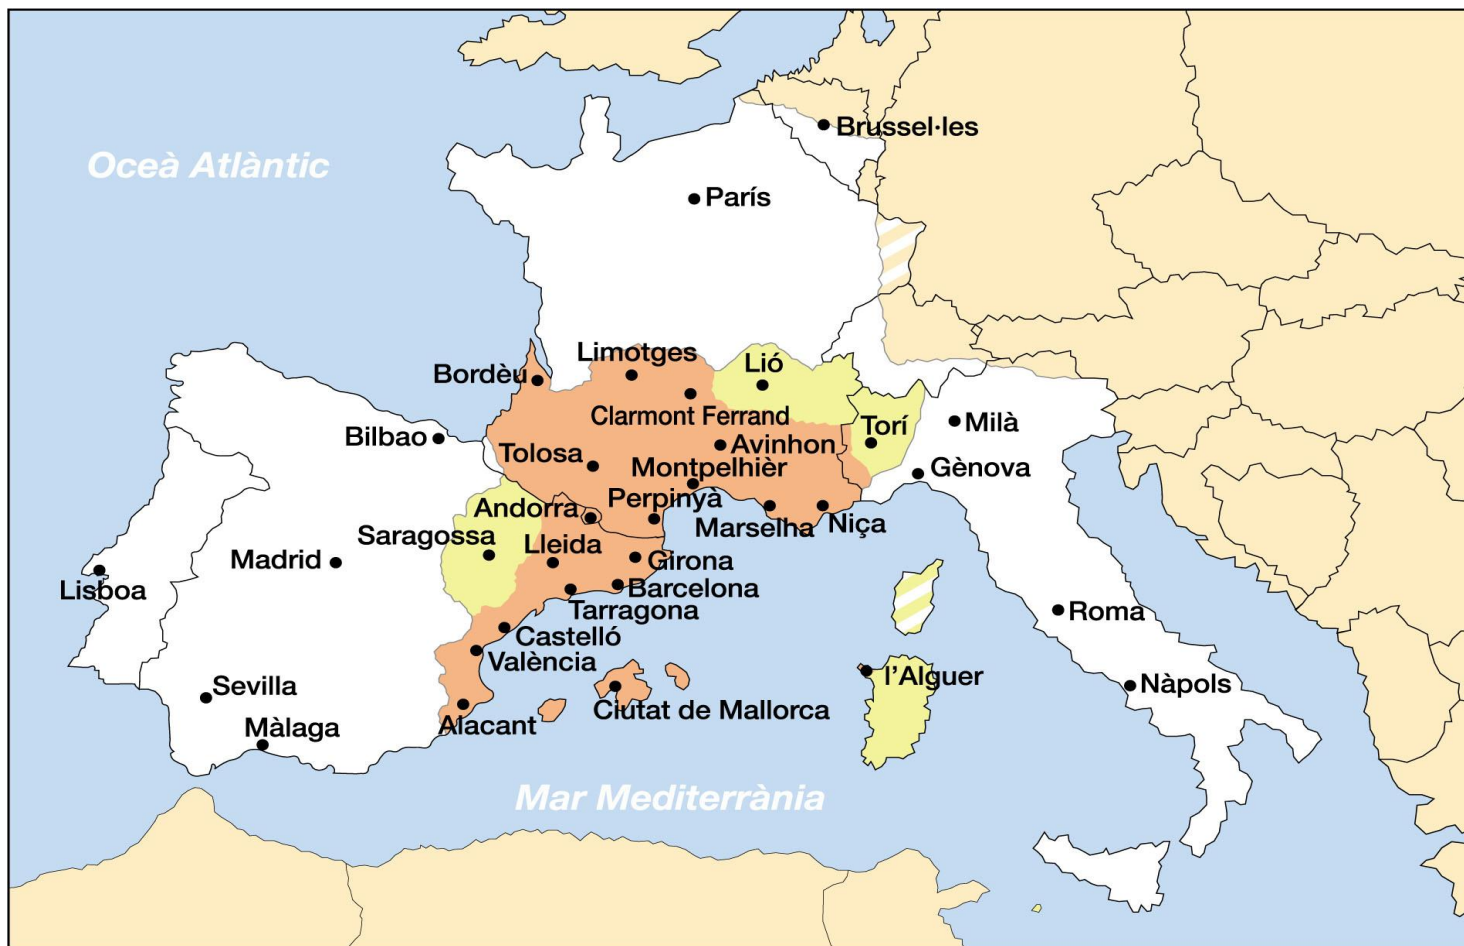 Brussel·les
Oceà Atlàntic
París
Limotges
Lió
Bordèu
Clarmont Ferrand
Torí
Milà
Bilbao
Avinhon
Tolosa
Montpelhièr
Gènova
Perpinyà
Andorra
Marselha
Niça
Saragossa
Lleida
Madrid
Girona
Lisboa
Barcelona
Tarragona
Roma
Castelló
València
l'Alguer
Sevilla
Nàpols
Ciutat de Mallorca
Màlaga
Alacant
Mar Mediterrània